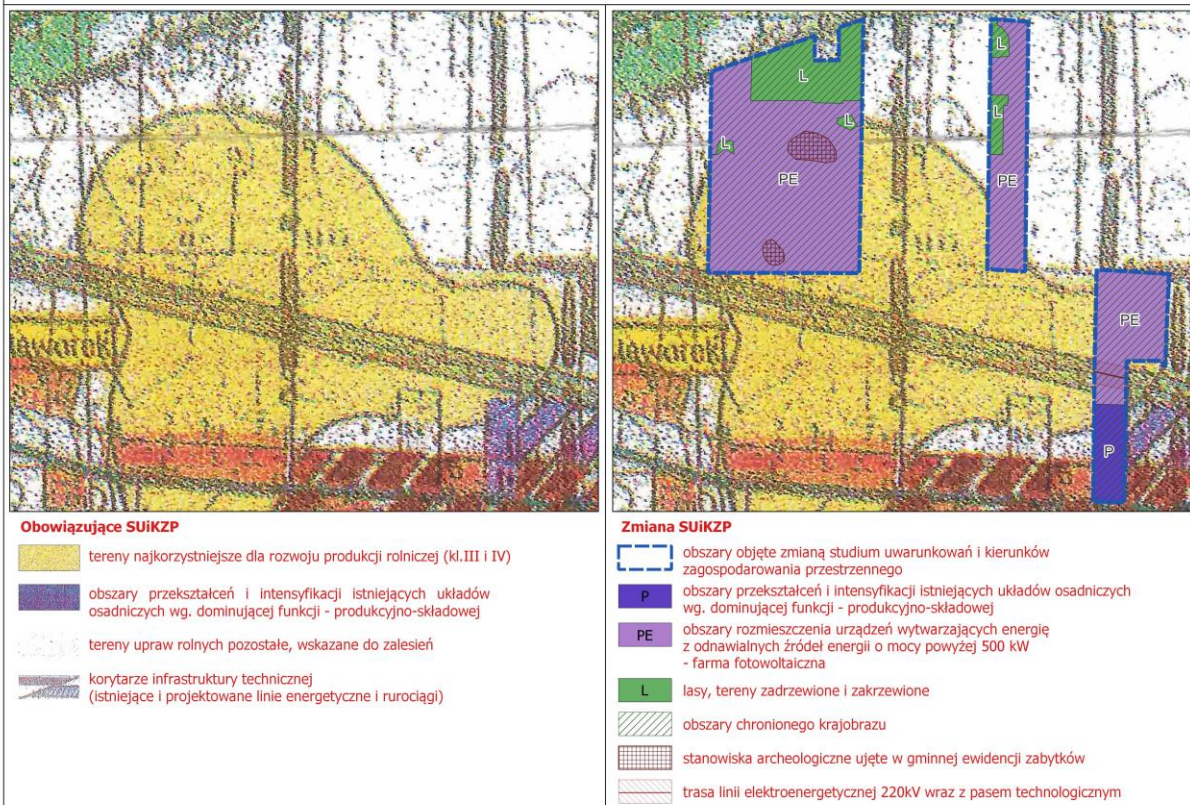 L
L
L
L
L
PE
PE
PE
P
jaworski
jaworski
Obowiązujące SUiKZP
tereny najkorzystniejsze dla rozwoju produkcji rolniczej (kl.III i IV)
obszary przekształceń i intensyfikacji istniejących układów
osadniczych wg. dominującej funkcji - produkcyjno-składowej
tereny upraw rolnych pozostałe, wskazane do zalesień
korytarze infrastruktury technicznej
(istniejące i projektowane linie energetyczne i rurociągi)
Zmiana SUiKZP
obszary objęte zmianą studium uwarunkowań i kierunków
zagospodarowania przestrzennego
P
obszary przekształceń i intensyfikacji istniejących układów osadniczych
wg. dominującej funkcji - produkcyjno-składowej
PE
obszary rozmieszczenia urządzeń wytwarzających energię
z odnawialnych źródeł energii o mocy powyżej 500 kW
- farma fotowoltaiczna
L
lasy, tereny zadrzewione i zakrzewione
obszary chronionego krajobrazu
stanowiska archeologiczne ujęte w gminnej ewidencji zabytków
trasa linii elektroenergetycznej 220kV wraz z pasem technologicznym